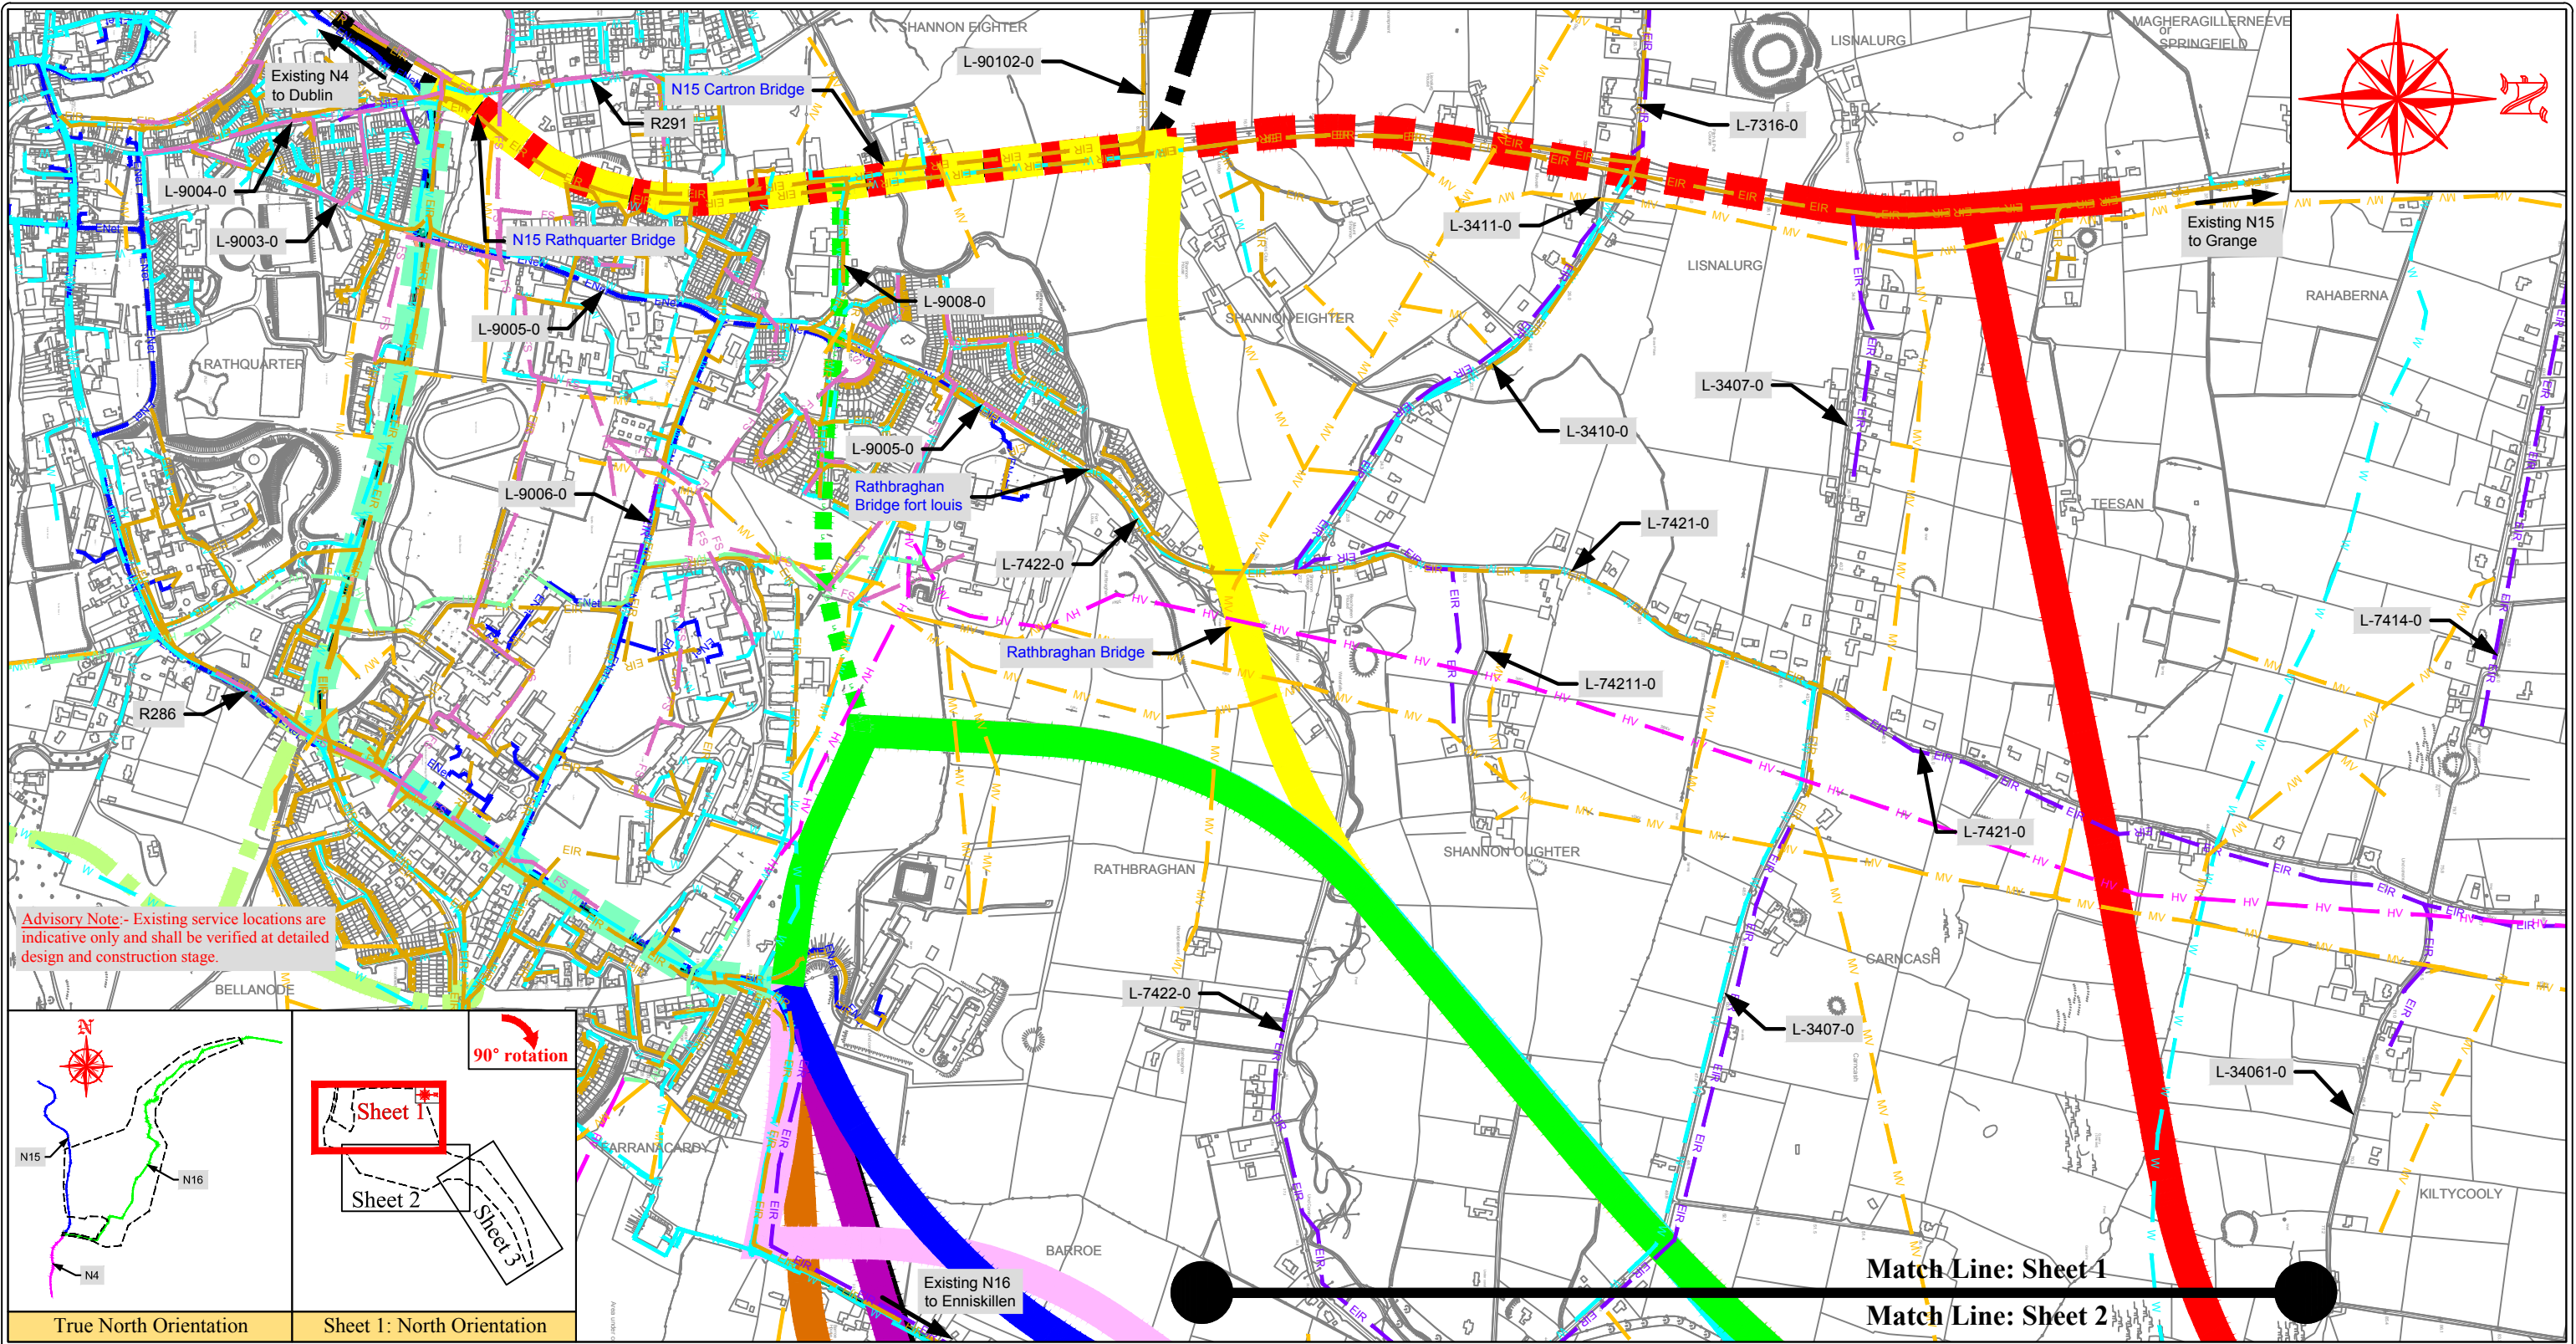 SHANNON EIGHTER
LISNALURG
MAGHERAGILLERNEEVE
or
SPRINGFIELD
N
Existing N4
to Dublin
L-90102-0
N15 Cartron Bridge
R291
L-7316-0
L-9004-0
L-9003-0
N15 Rathquarter Bridge
L-3411-0
Existing N15
to Grange
LISNALURG
RAHABERNA
L-9008-0
L-9005-0
SHANNON EIGHTER
RATHQUARTER
L-3407-0
L-3410-0
L-9005-0
L-9006-0
Rathbraghan
Bridge fort louis
TEESAN
L-7421-0
L-7422-0
L-7414-0
Rathbraghan Bridge
L-74211-0
R286
L-7421-0
SHANNON OUGHTER
RATHBRAGHAN
Advisory Note:- Existing service locations are
indicative only and shall be verified at detailed
design and construction stage.
CARNCASH
BELLANODE
L-7422-0
L-3407-0
L-34061-0
FARRANACARDY
KILTYCOOLY
BARROE
Existing N16
to Enniskillen
Match Line: Sheet 1
Match Line: Sheet 2
N
N15
N16
N4
True North Orientation
90° rotation
Sheet 1
Sheet 2
Sheet 3
Sheet 1: North Orientation
EIR
MV
HV
W
FS
ENet